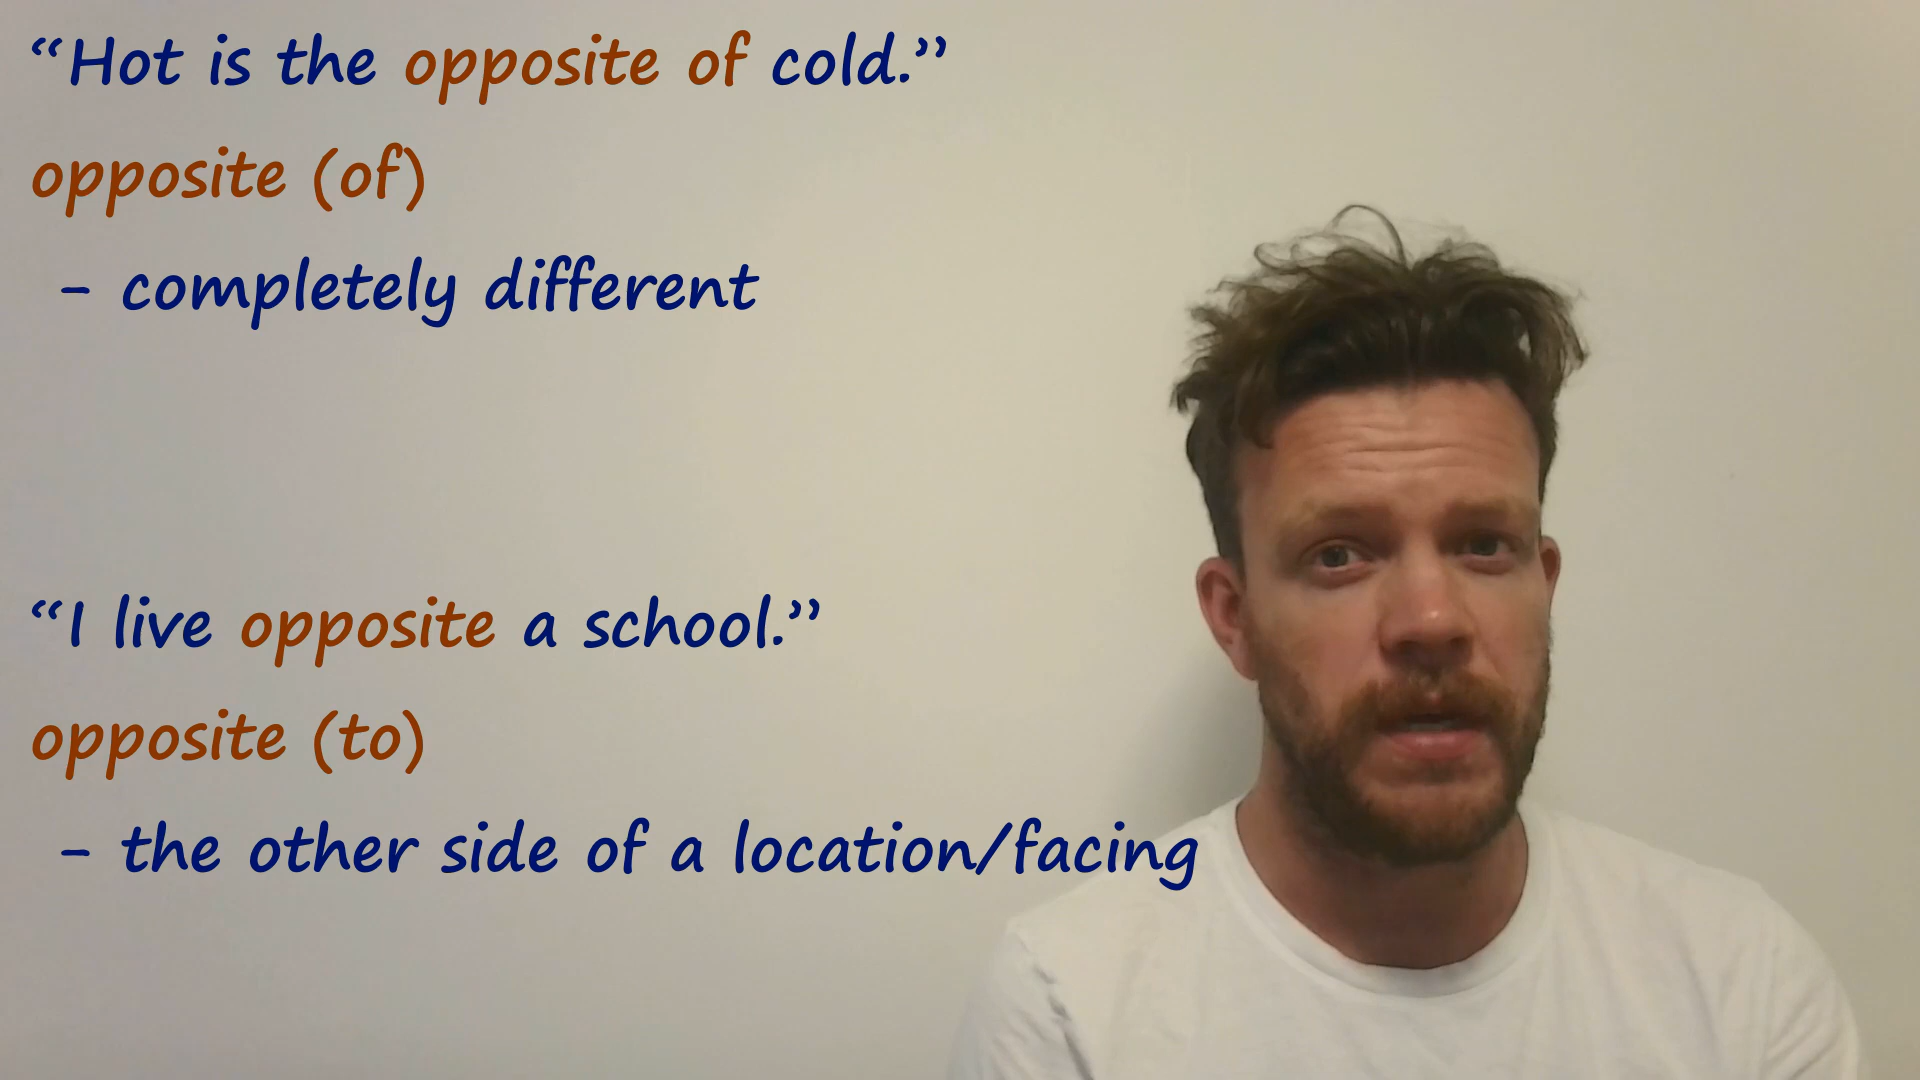 “Hot is the opposite of cold.”
opposite (of)
- completely different
“I live opposite a school.”
opposite (to)
- the other side of a location/facing